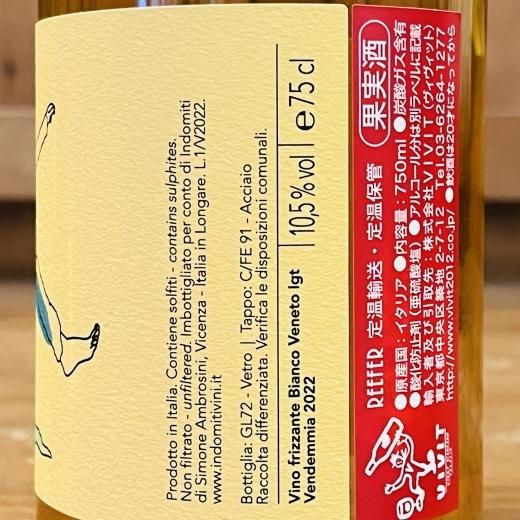 Prodotto in Italia. Contiene solfiti - contains sulphites.
Non filtrato - unfiltered. Imbottigliato per conto di Indomiti
di Simone Ambrosini, Vicenza - Italia in Longare. L.1/V2022.
www.indomitivini.it
Bottiglia: GL72 - Vetro | Tappo: C/FE 91 - Acciaio
Raccolta differenziata. Verifica le disposizioni comunali.
Vino frizzante Bianco Veneto Igt
Vendemmia 2022
10,5% vol
℮ 75 cl
REEFER 定温輸送・定温保管 果実酒
●原産国:イタリア ●内容量:750ml ●炭酸ガス含有
●酸化防止剤(亜硫酸塩) ●アルコール分は別ラベルに記載
輸入者及び引取先:株式会社VIVIT(ヴィヴィット)
東京都中央区築地 2-7-12 Tel.03-6264-1277
http://www.vivit2012.co.jp/ ●飲酒は20才になってから
VIVIT